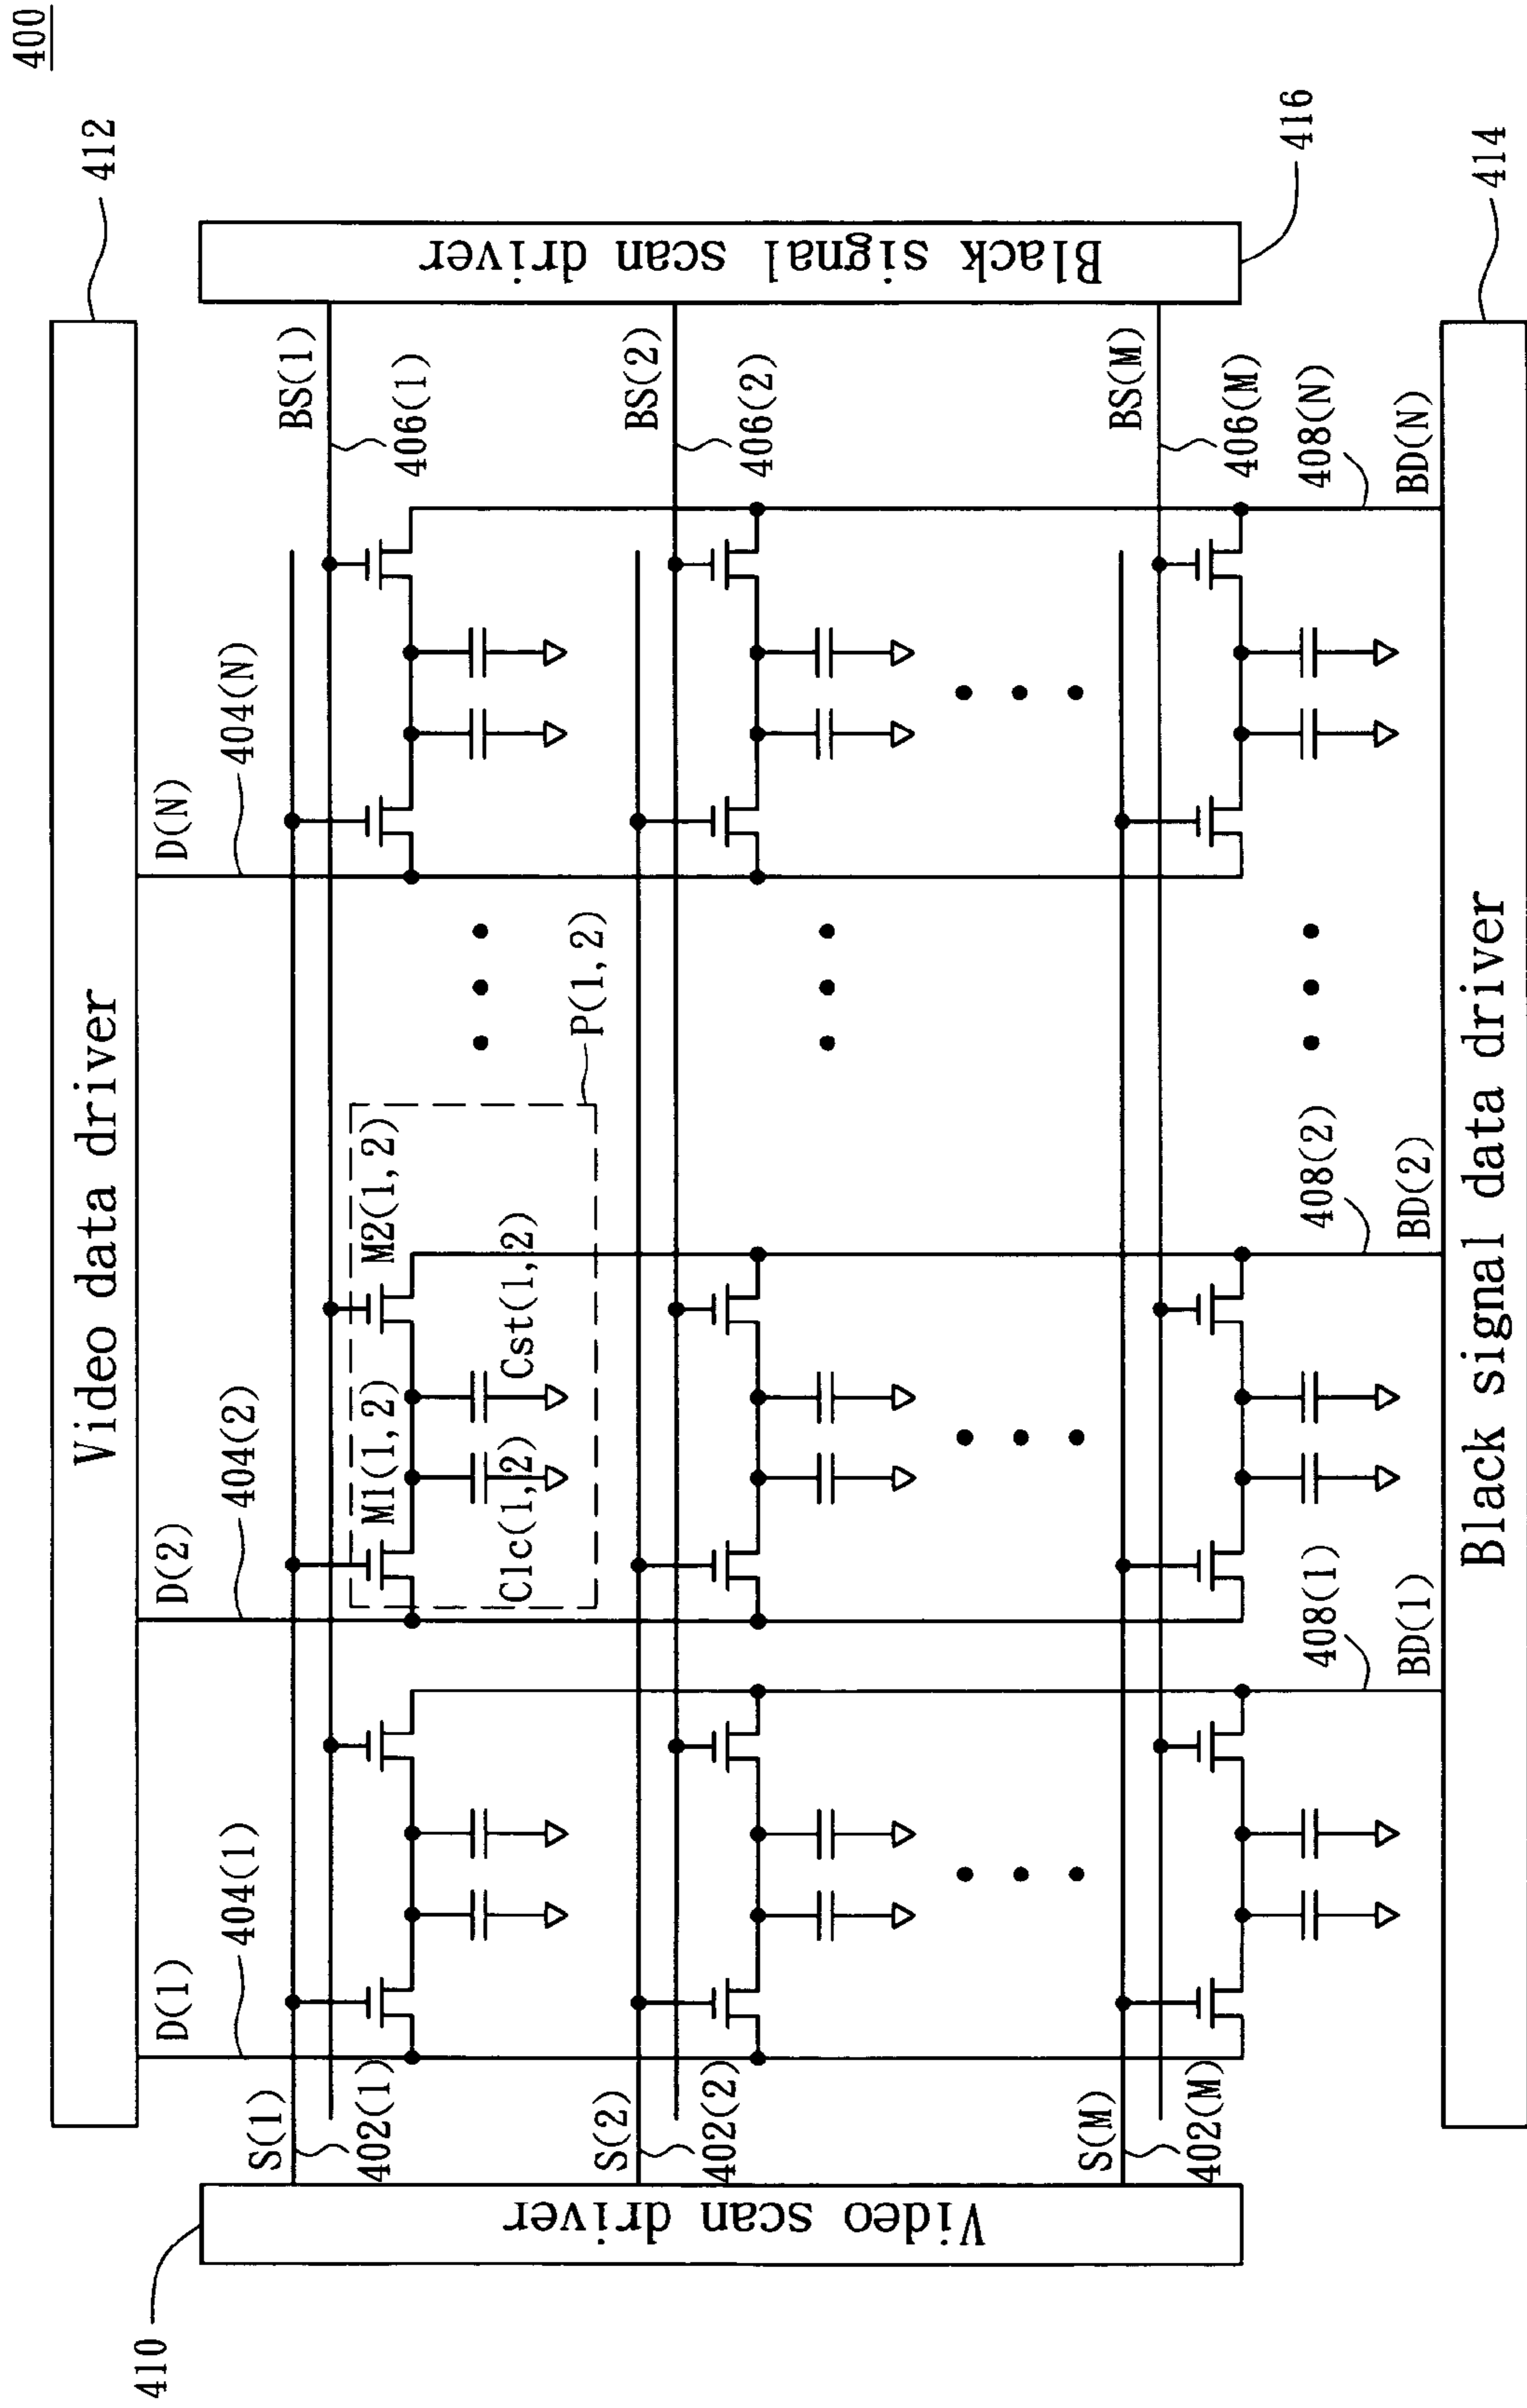 400
412
Video data driver
D(1)
404(1)
D(2)
404(2)
D(N)
404(N)
410
Video scan driver
S(1)
402(1)
S(2)
402(2)
S(M)
402(M)
M1(1,2)
M2(1,2)
Clc(1,2)
Cst(1,2)
P(1,2)
BS(1)
406(1)
BS(2)
406(2)
BS(M)
406(M)
Black signal scan driver
416
408(1)
BD(1)
408(2)
BD(2)
408(N)
BD(N)
Black signal data driver
414